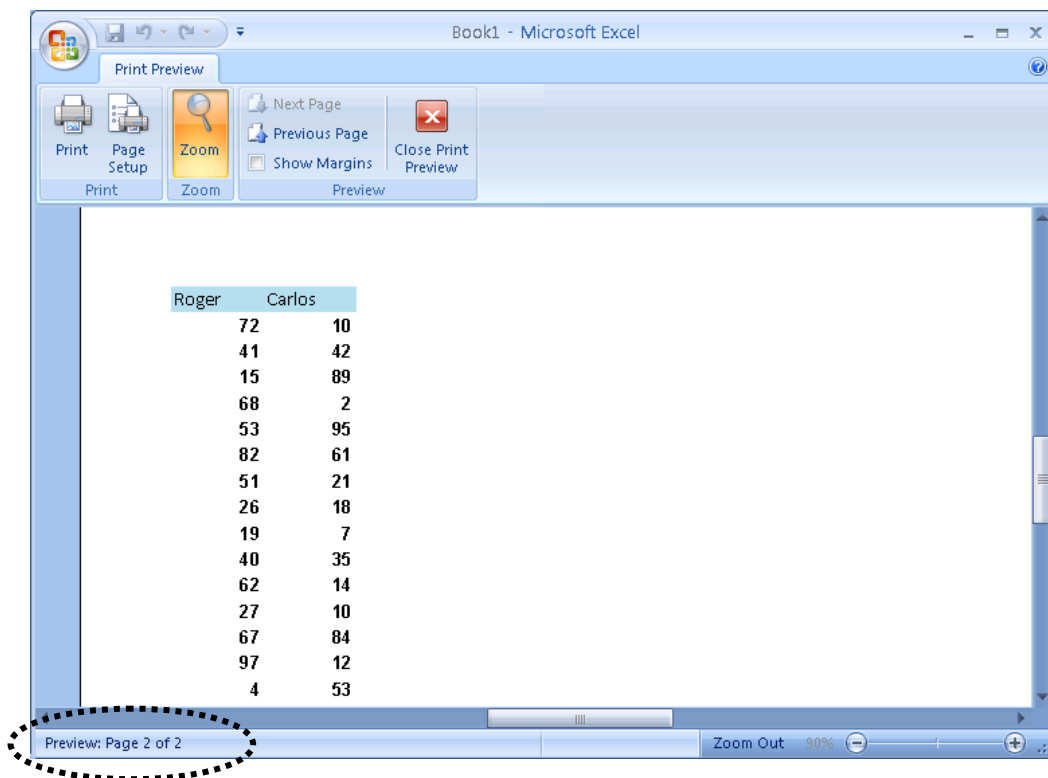 Book1 - Microsoft Excel
Print Preview
Print
Page Setup
Zoom
Next Page
Previous Page
Show Margins
Close Print Preview
Print
Zoom
Preview
Roger Carlos
72 10
41 42
15 89
68 2
53 95
82 61
51 21
26 18
19 7
40 35
62 14
27 10
67 84
97 12
4 53
Preview: Page 2 of 2
Zoom Out 90%